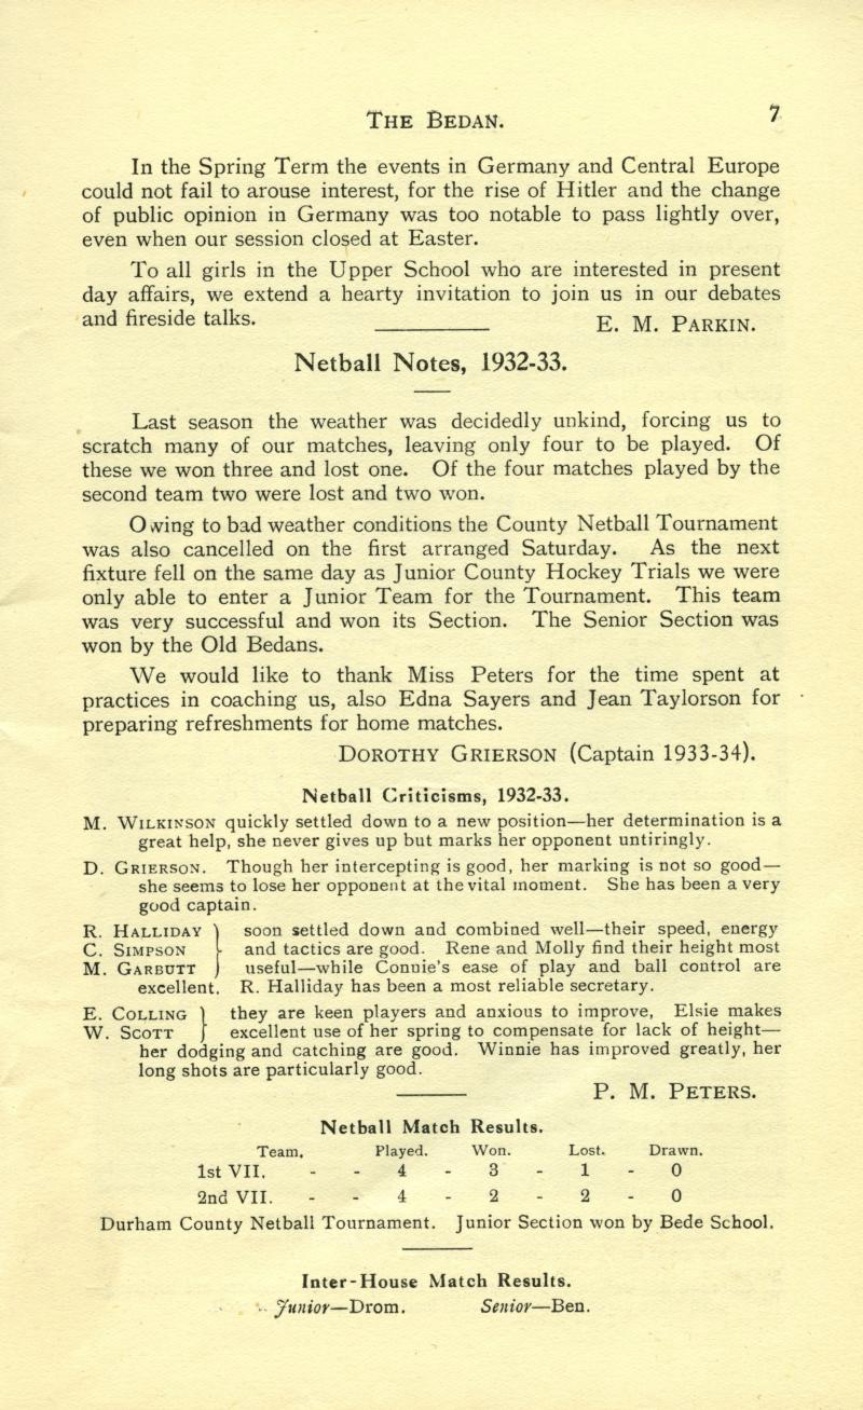 THE BEDAN. 7
In the Spring Term the events in Germany and Central Europe
could not fail to arouse interest, for the rise of Hitler and the change
of public opinion in Germany was too notable to pass lightly over,
even when our session closed at Easter.
To all girls in the Upper School who are interested in present
day affairs, we extend a hearty invitation to join us in our debates
and fireside talks. E. M. PARKIN.
Netball Notes, 1932-33.
Last season the weather was decidedly unkind, forcing us to
scratch many of our matches, leaving only four to be played. Of
these we won three and lost one. Of the four matches played by the
second team two were lost and two won.
Owing to bad weather conditions the County Netball Tournament
was also cancelled on the first arranged Saturday. As the next
fixture fell on the same day as Junior County Hockey Trials we were
only able to enter a Junior Team for the Tournament. This team
was very successful and won its Section. The Senior Section was
won by the Old Bedans.
We would like to thank Miss Peters for the time spent at
practices in coaching us, also Edna Sayers and Jean Taylorson for
preparing refreshments for home matches.
DOROTHY GRIERSON (Captain 1933-34).
Netball Criticisms, 1932-33.
M. WILKINSON quickly settled down to a new position—her determination is a
great help, she never gives up but marks her opponent untiringly.
D. GRIERSON. Though her intercepting is good, her marking is not so good—
she seems to lose her opponent at the vital moment. She has been a very
good captain.
R. HALLIDAY } soon settled down and combined well—their speed, energy
C. SIMPSON } and tactics are good. Rene and Molly find their height most
M. GARBUTT } useful—while Connie's ease of play and ball control are
excellent. R. Halliday has been a most reliable secretary.
E. COLLING } they are keen players and anxious to improve, Elsie makes
W. SCOTT } excellent use of her spring to compensate for lack of height—
her dodging and catching are good. Winnie has improved greatly, her
long shots are particularly good.
P. M. PETERS.
Netball Match Results.
Team. Played. Won. Lost. Drawn.
1st VII. - - 4 - 3 - 1 - 0
2nd VII. - - 4 - 2 - 2 - 0
Durham County Netball Tournament. Junior Section won by Bede School.
Inter-House Match Results.
Junior—Drom. Senior—Ben.